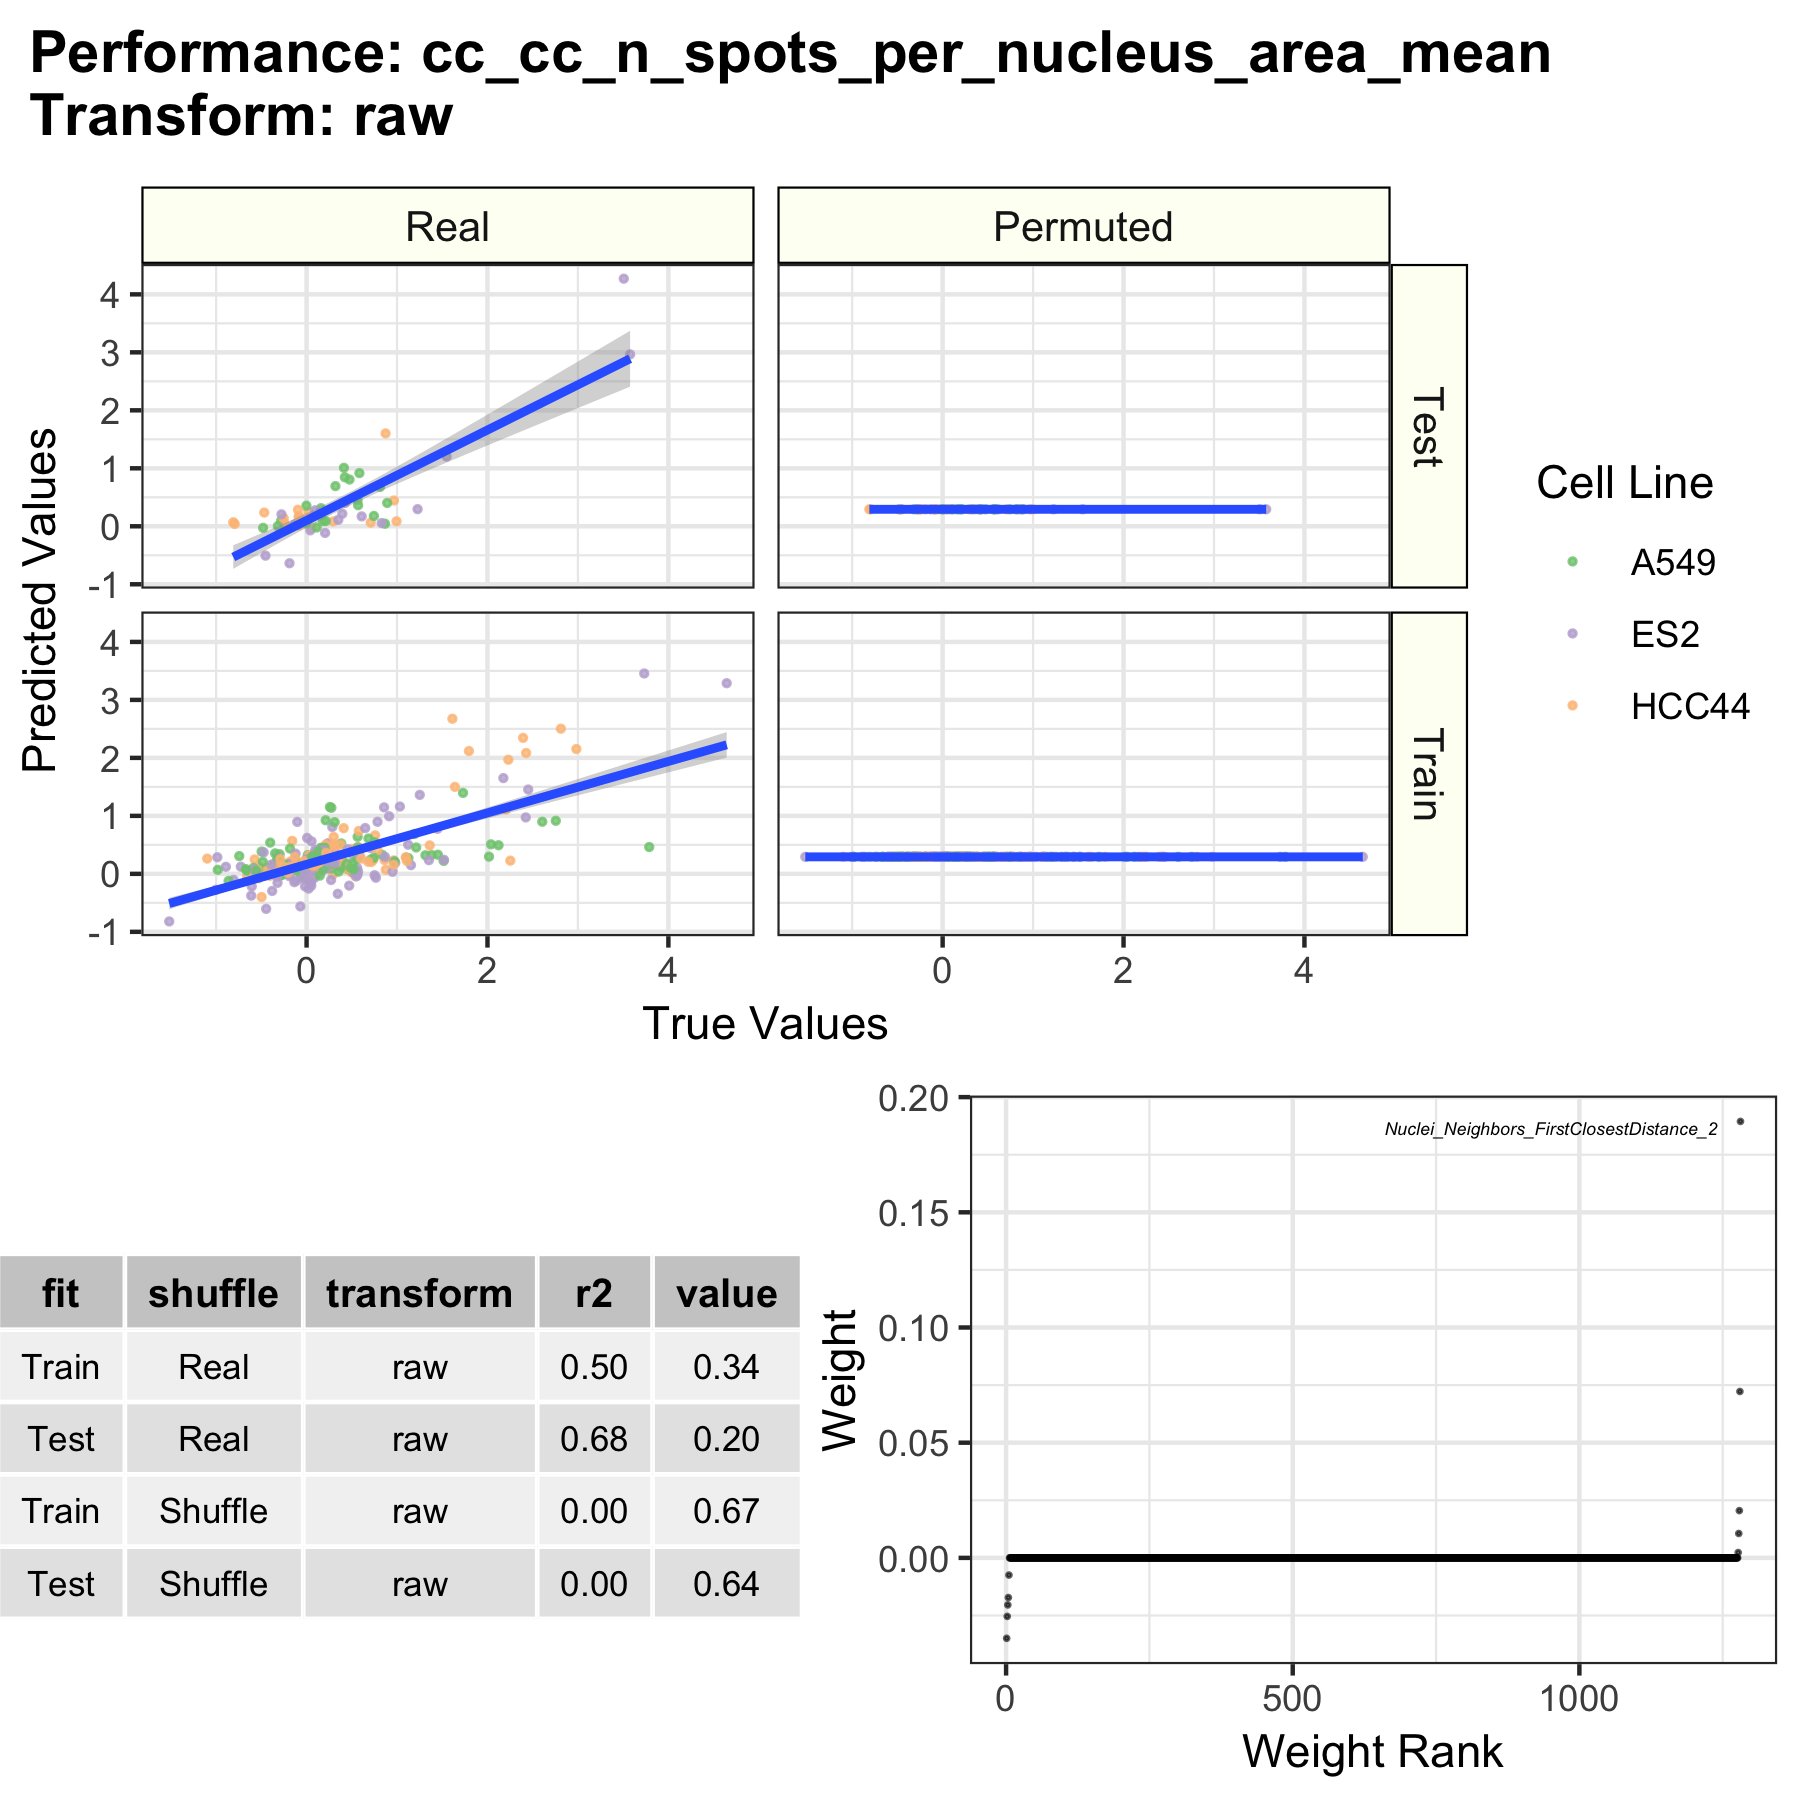 Performance: cc_cc_n_spots_per_nucleus_area_mean
Transform: raw
Real
Permuted
4
3
2
1
0
-1
Test
4
3
2
1
0
-1
Train
0
2
4
0
2
4
Predicted Values
True Values
Cell Line
A549
ES2
HCC44
fit shuffle transform r2 value
Train Real raw 0.50 0.34
Test Real raw 0.68 0.20
Train Shuffle raw 0.00 0.67
Test Shuffle raw 0.00 0.64
0.20
0.15
0.10
0.05
0.00
Nuclei_Neighbors_FirstClosestDistance_2
0
500
1000
Weight
Weight Rank